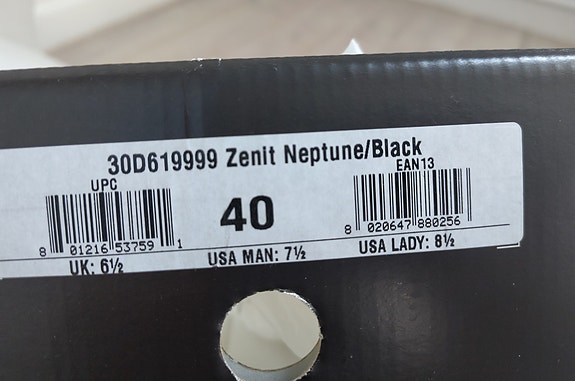 30D619999 Zenit Neptune/Black
UPC
EAN13
40
8 01216 53759 1
8 020647 880256
UK: 6½
USA MAN: 7½
USA LADY: 8½